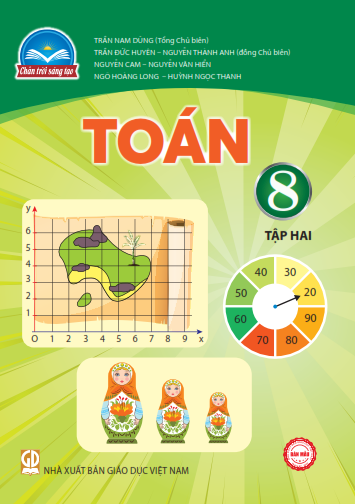 TRẦN NAM DŨNG (Tổng Chủ biên)
TRẦN ĐỨC HUYÊN – NGUYỄN THÀNH ANH (đồng Chủ biên)
NGUYỄN CAM – NGUYỄN VĂN HIỂN
NGÔ HOÀNG LONG – HUỲNH NGỌC THANH
Chân trời sáng tạo
TOÁN
8
TẬP HAI
y
6
5
4
3
2
1
O 1 2 3 4 5 6 7 8 9 x
40 30
50 20
60 90
70 80
BẢN MẪU
NHÀ XUẤT BẢN GIÁO DỤC VIỆT NAM